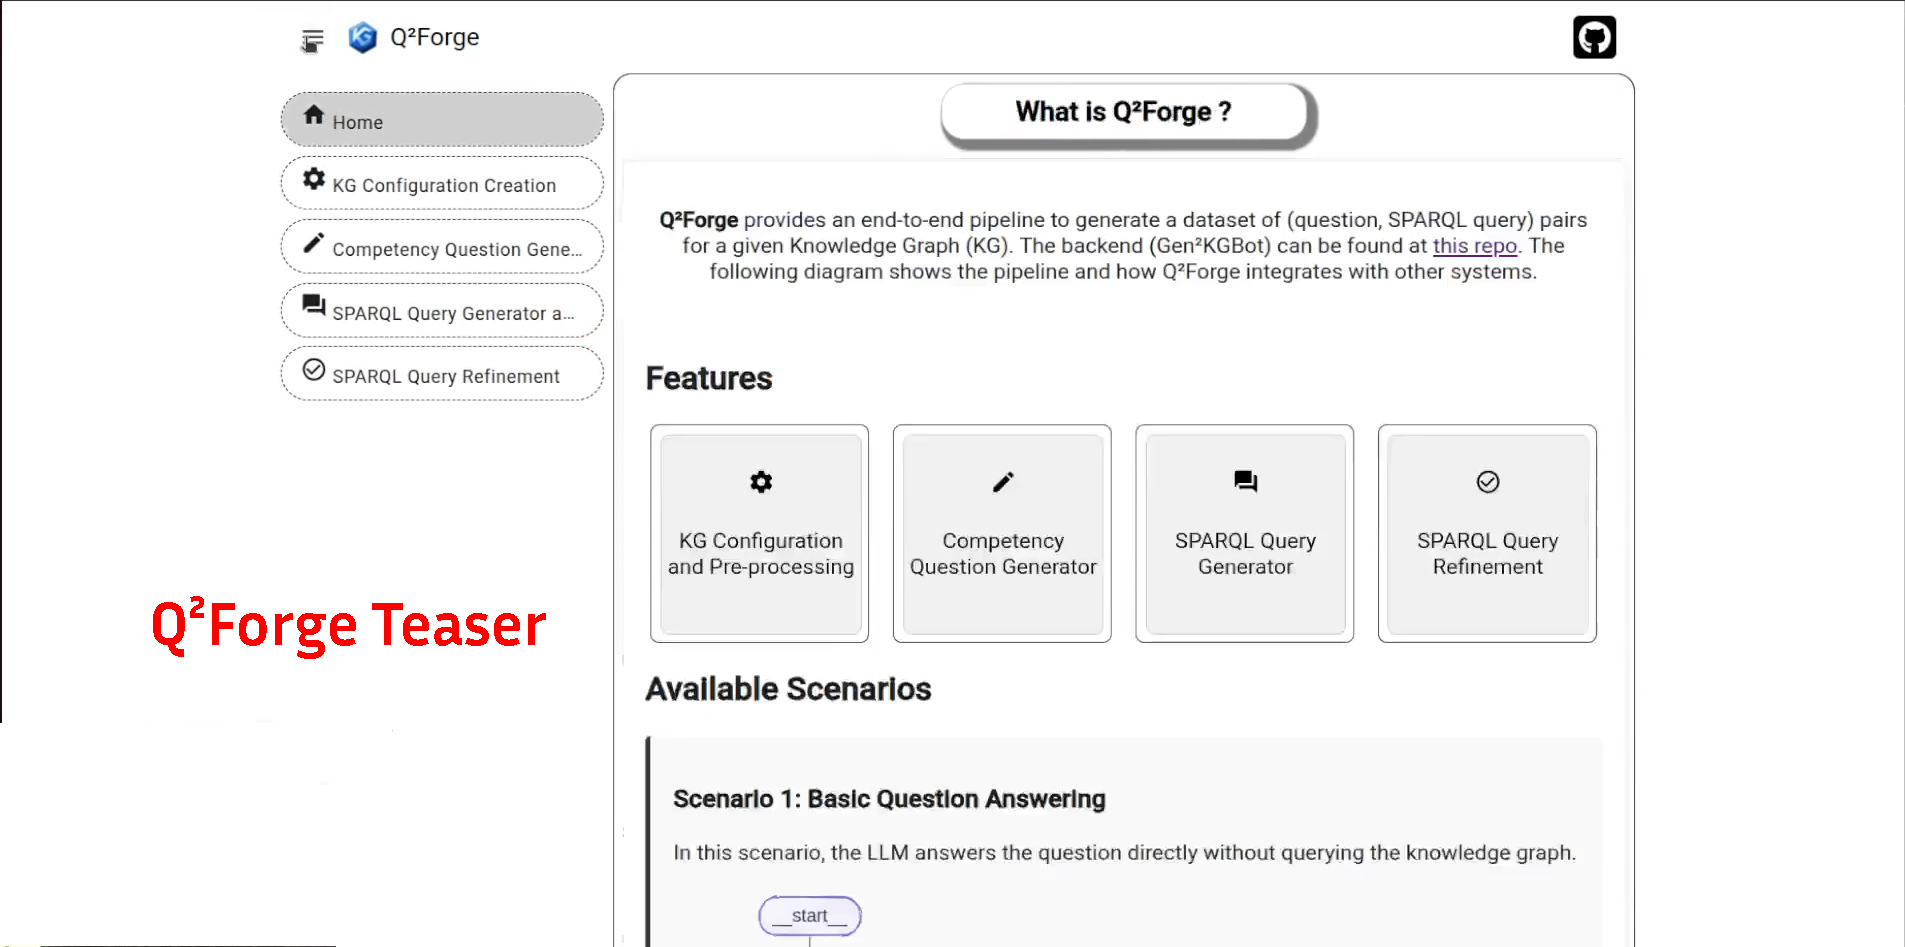 Q²Forge
Home
KG Configuration Creation
Competency Question Gene...
SPARQL Query Generator a...
SPARQL Query Refinement
Q²Forge Teaser
What is Q²Forge ?
Q²Forge provides an end-to-end pipeline to generate a dataset of (question, SPARQL query) pairs
for a given Knowledge Graph (KG). The backend (Gen²KGBot) can be found at this repo. The
following diagram shows the pipeline and how Q²Forge integrates with other systems.
Features
KG Configuration
and Pre-processing
Competency
Question Generator
SPARQL Query
Generator
SPARQL Query
Refinement
Available Scenarios
Scenario 1: Basic Question Answering
In this scenario, the LLM answers the question directly without querying the knowledge graph.
__start__